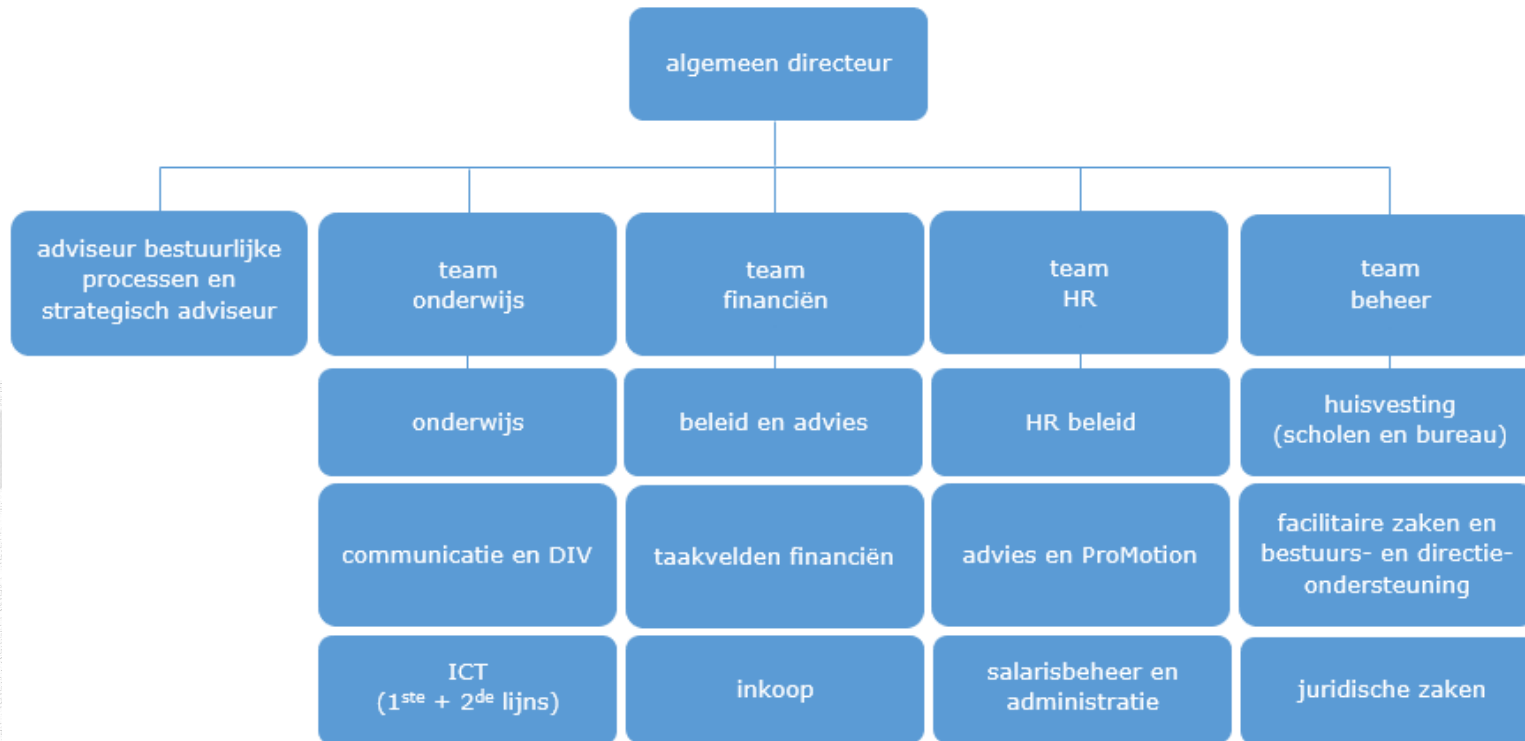 algemeen directeur
adviseur bestuurlijke
processen en
strategisch adviseur
team
onderwijs
team
financiën
team
HR
team
beheer
onderwijs
beleid en advies
HR beleid
huisvesting
(scholen en bureau)
communicatie en DIV
taakvelden financiën
advies en ProMotion
facilitaire zaken en
bestuurs- en directie-
ondersteuning
ICT
(1ste + 2de lijns)
inkoop
salarisbeheer en
administratie
juridische zaken